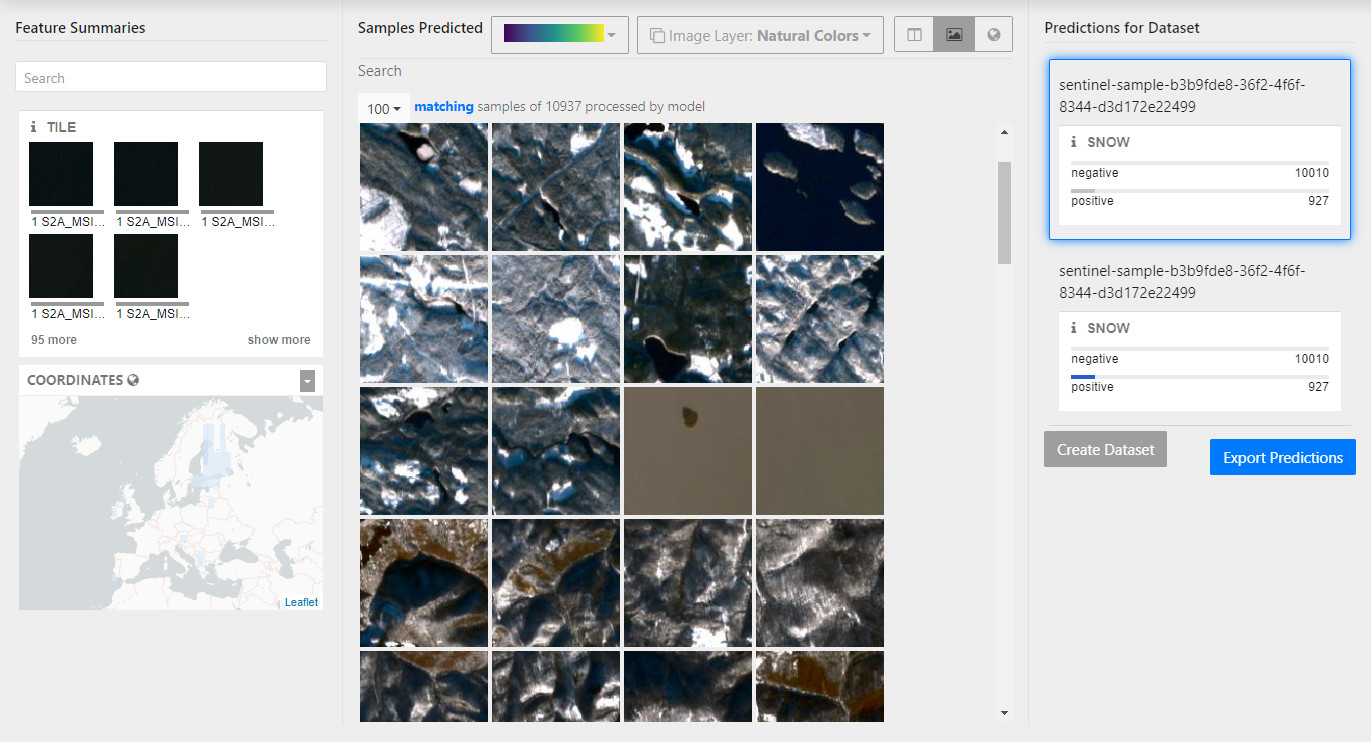 Feature Summaries
Search
i TILE
1 S2A_MSI... 1 S2A_MSI... 1 S2A_MSI...
1 S2A_MSI... 1 S2A_MSI...
95 more show more
COORDINATES
Leaflet
Samples Predicted
Image Layer: Natural Colors
Search
100 matching samples of 10937 processed by model
Predictions for Dataset
sentinel-sample-b3b9fde8-36f2-4f6f-
8344-d3d172e22499
i SNOW
negative 10010
positive 927
sentinel-sample-b3b9fde8-36f2-4f6f-
8344-d3d172e22499
i SNOW
negative 10010
positive 927
Create Dataset
Export Predictions